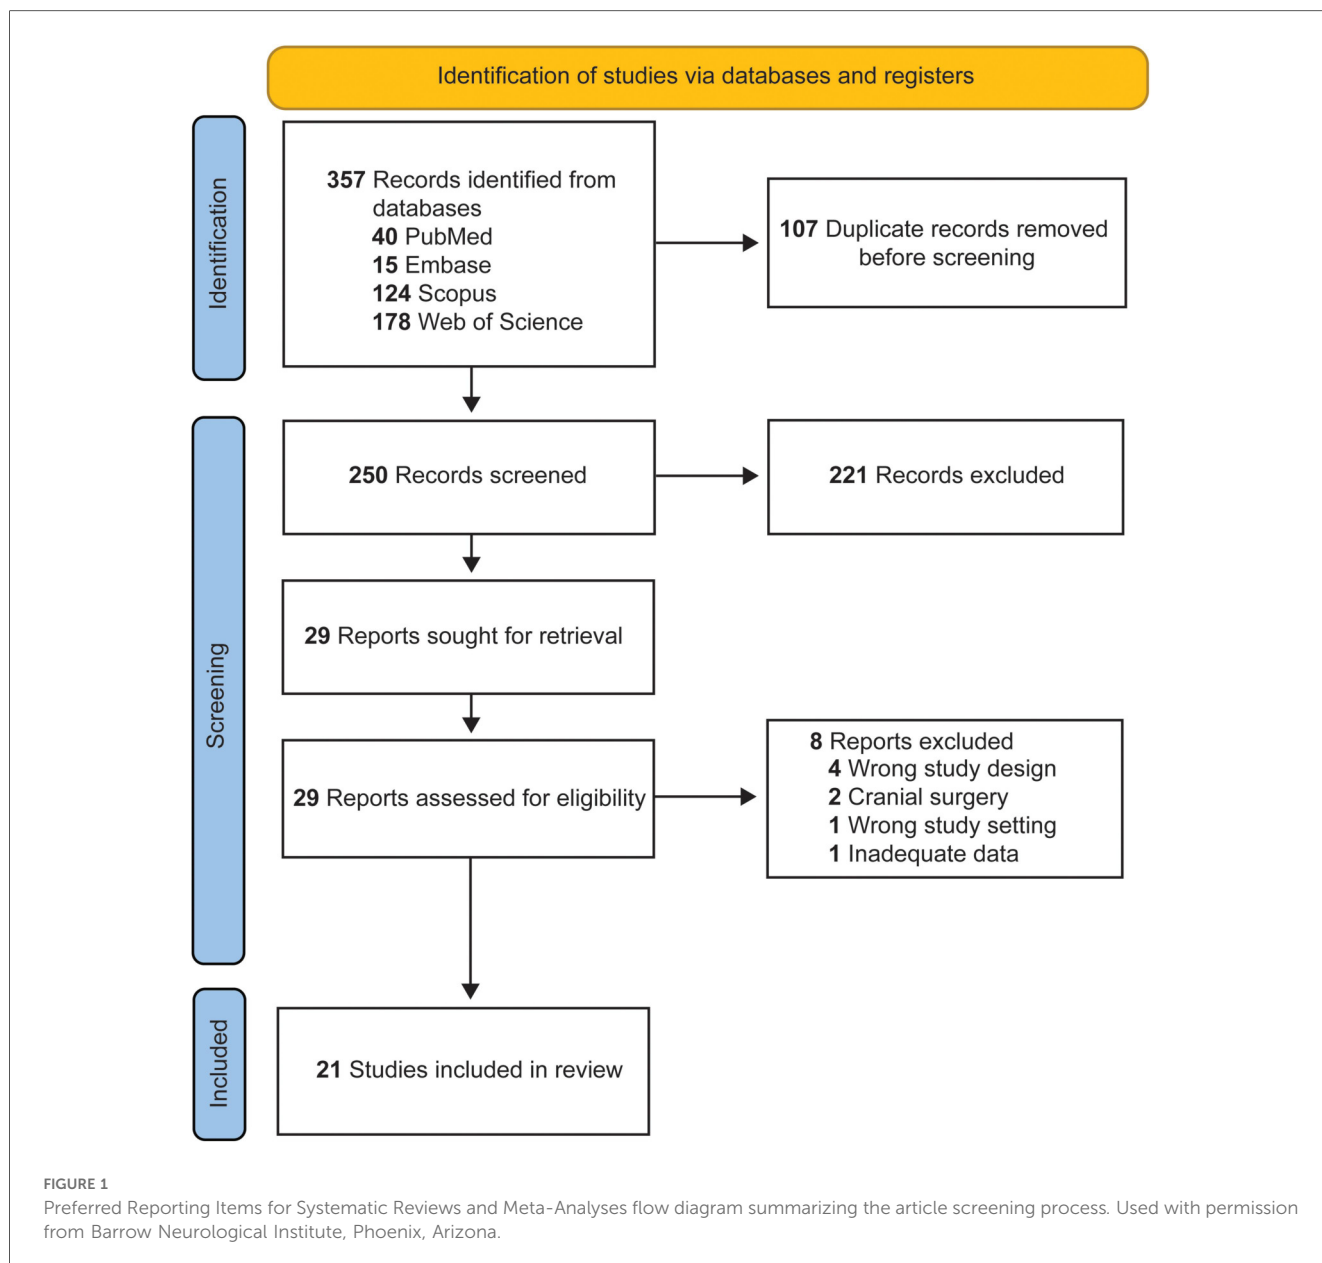 Identification of studies via databases and registers
Identification
357 Records identified from
databases
40 PubMed
15 Embase
124 Scopus
178 Web of Science
107 Duplicate records removed
before screening
Screening
250 Records screened
221 Records excluded
29 Reports sought for retrieval
29 Reports assessed for eligibility
8 Reports excluded
4 Wrong study design
2 Cranial surgery
1 Wrong study setting
1 Inadequate data
Included
21 Studies included in review
FIGURE 1
Preferred Reporting Items for Systematic Reviews and Meta-Analyses flow diagram summarizing the article screening process. Used with permission
from Barrow Neurological Institute, Phoenix, Arizona.